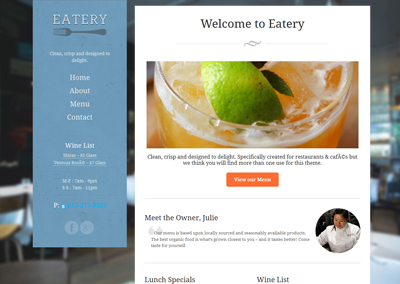 EATERY
Clean, crisp and designed to
delight.
Home
About
Menu
Contact
Wine List
Shiraz - $7 Glass
M-F : 7am - 9pm
S-S : 7am - 11pm
Welcome to Eatery
Clean, crisp and designed to delight. Specifically created for restaurants & cafÃ©s but
we think you will find more than one use for this theme.
View our Menu
Meet the Owner, Julie
Our menu is based upon locally sourced and seasonably available products.
The best organic food is what's grown closest to you – and it tastes better! Come
taste for yourself.
Lunch Specials
Wine List